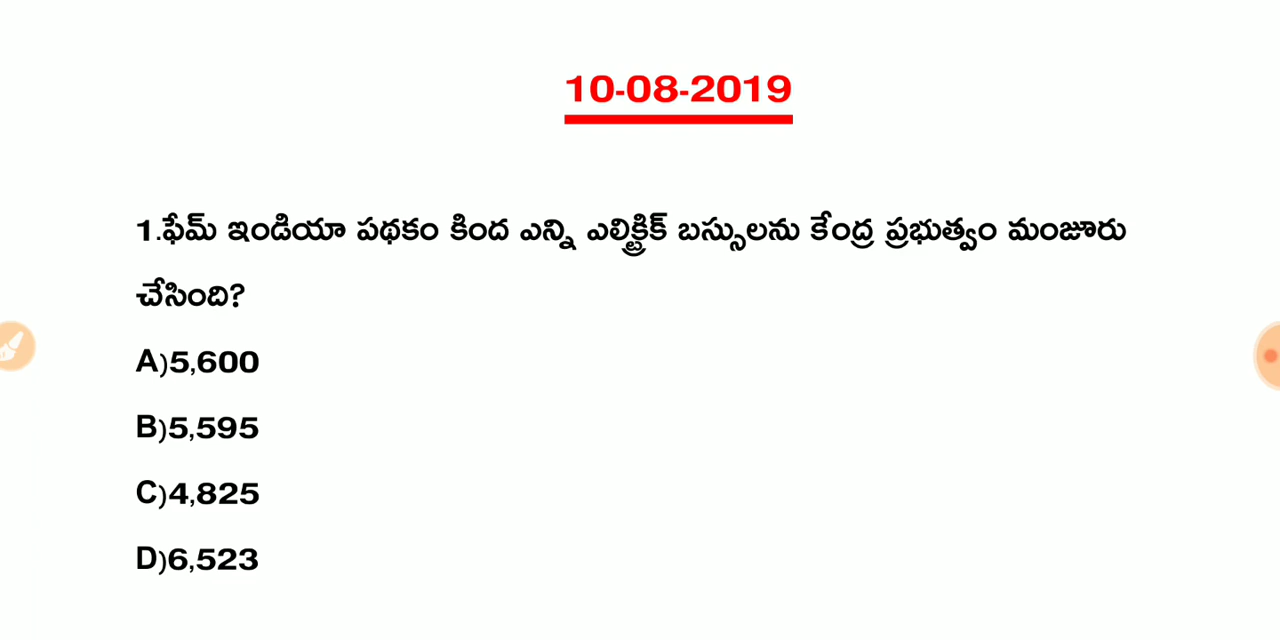 10-08-2019
1.ఫేమ్ ఇండియా పథకం కింద ఎన్ని ఎలిక్ట్రిక్ బస్సులను కేంద్ర ప్రభుత్వం మంజూరు
చేసింది?
A)5,600
B)5,595
C)4,825
D)6,523